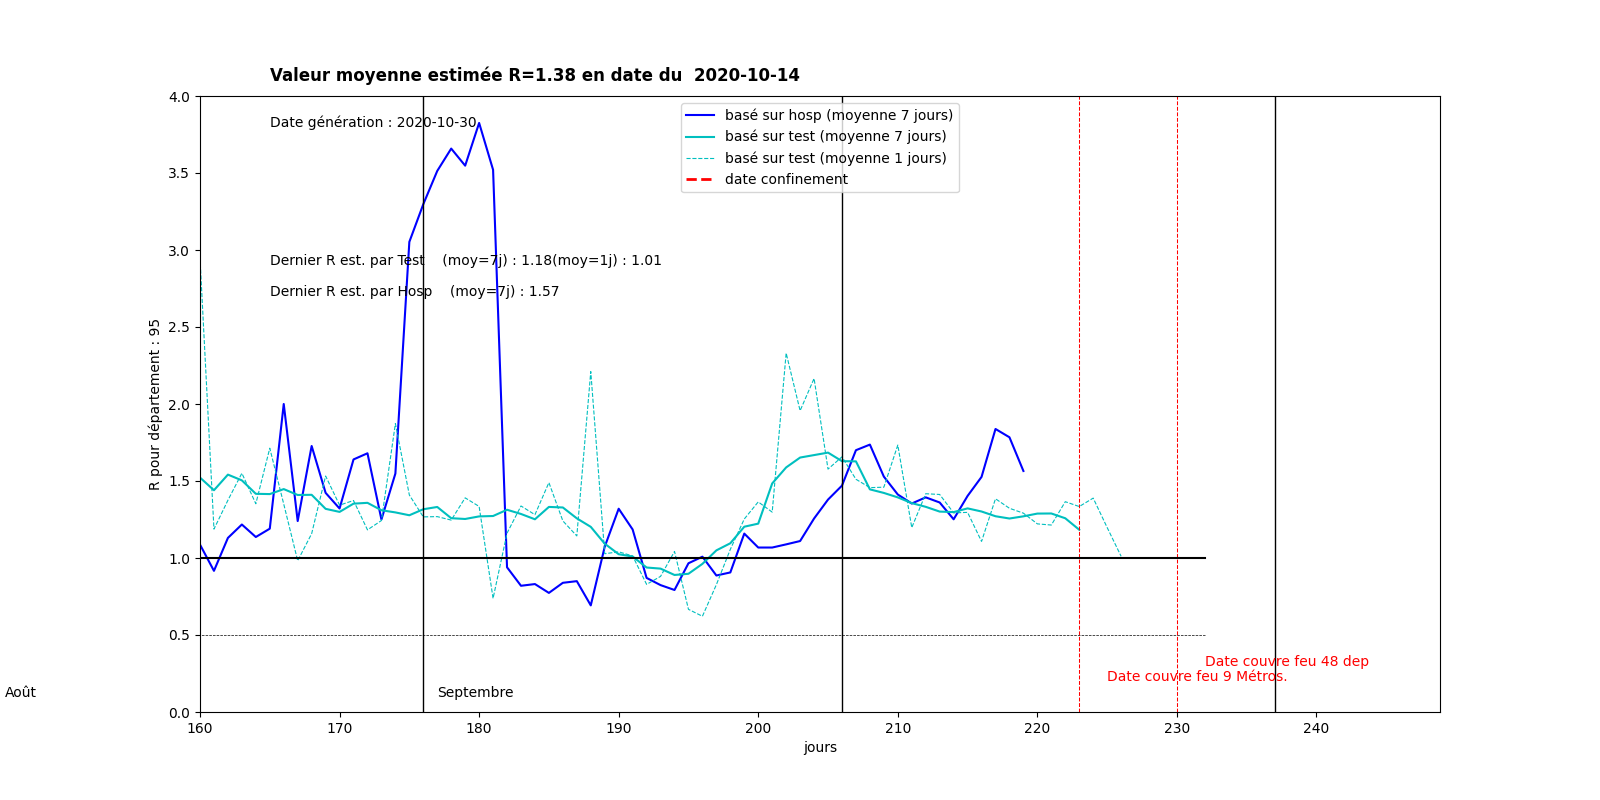 Valeur moyenne estimée R=1.38 en date du  2020-10-14
4.0
Date génération : 2020-10-30
basé sur hosp (moyenne 7 jours)
basé sur test (moyenne 7 jours)
basé sur test (moyenne 1 jours)
date confinement
3.5
3.0
Dernier R est. par Test    (moy=7j) : 1.18(moy=1j) : 1.01
Dernier R est. par Hosp    (moy=7j) : 1.57
2.5
R pour département : 95
2.0
1.5
1.0
0.5
Date couvre feu 48 dep
Date couvre feu 9 Métros.
Août
Septembre
0.0
160 170 180 190 200 210 220 230 240
jours